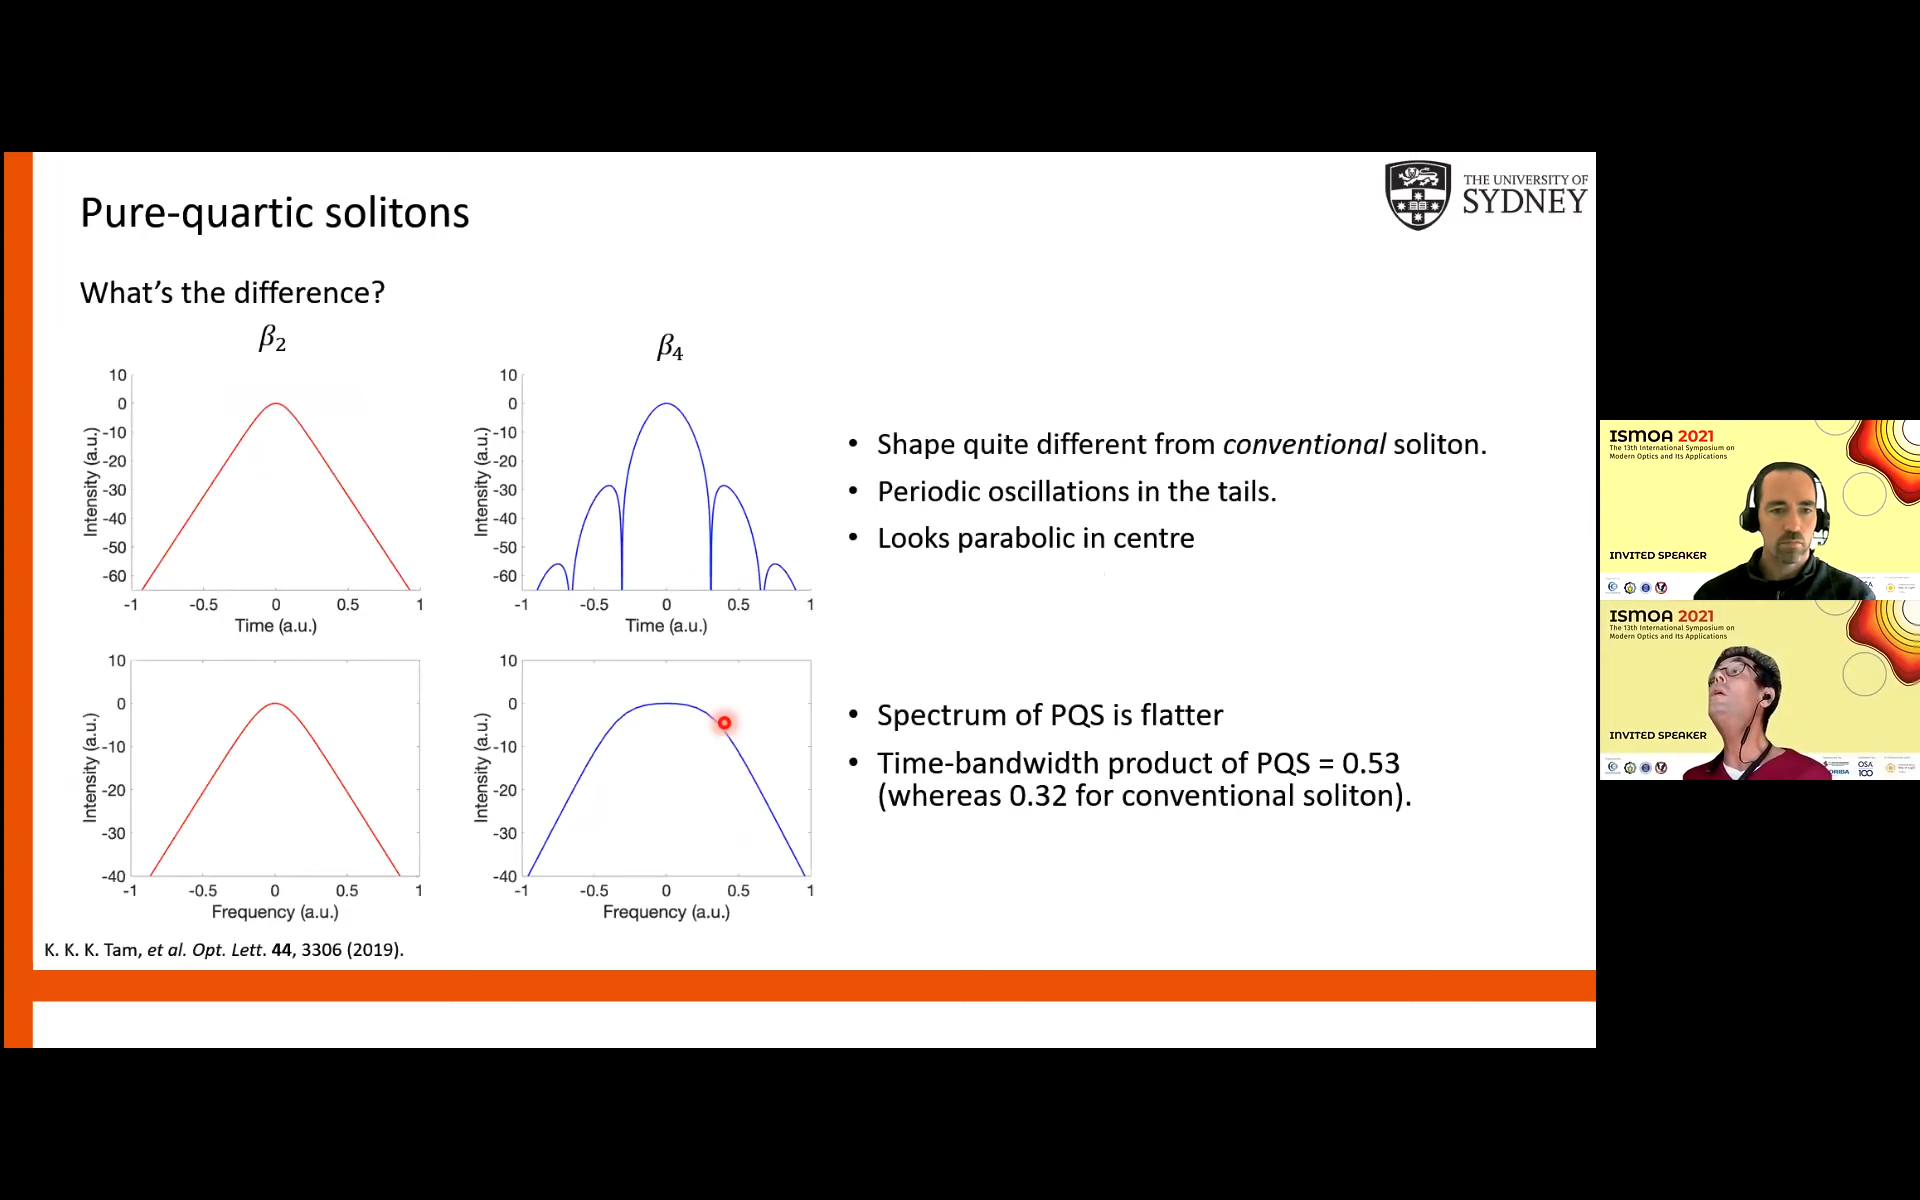 Pure-quartic solitons
THE UNIVERSITY OF
SYDNEY
What's the difference?
β2
β4
10
0
-10
-20
-30
-40
-50
-60
Intensity (a.u.)
-1 -0.5 0 0.5 1
Time (a.u.)
10
0
-10
-20
-30
-40
-50
-60
Intensity (a.u.)
-1 -0.5 0 0.5 1
Time (a.u.)
• Shape quite different from conventional soliton.
• Periodic oscillations in the tails.
• Looks parabolic in centre
10
0
-10
-20
-30
-40
Intensity (a.u.)
-1 -0.5 0 0.5 1
Frequency (a.u.)
10
0
-10
-20
-30
-40
Intensity (a.u.)
-1 -0.5 0 0.5 1
Frequency (a.u.)
• Spectrum of PQS is flatter
• Time-bandwidth product of PQS = 0.53
(whereas 0.32 for conventional soliton).
K. K. K. Tam, et al. Opt. Lett. 44, 3306 (2019).
ISMOA 2021
The 13th International Symposium on
Modern Optics and Its Applications
INVITED SPEAKER
ISMOA 2021
The 13th International Symposium on
Modern Optics and Its Applications
INVITED SPEAKER
OSA
100